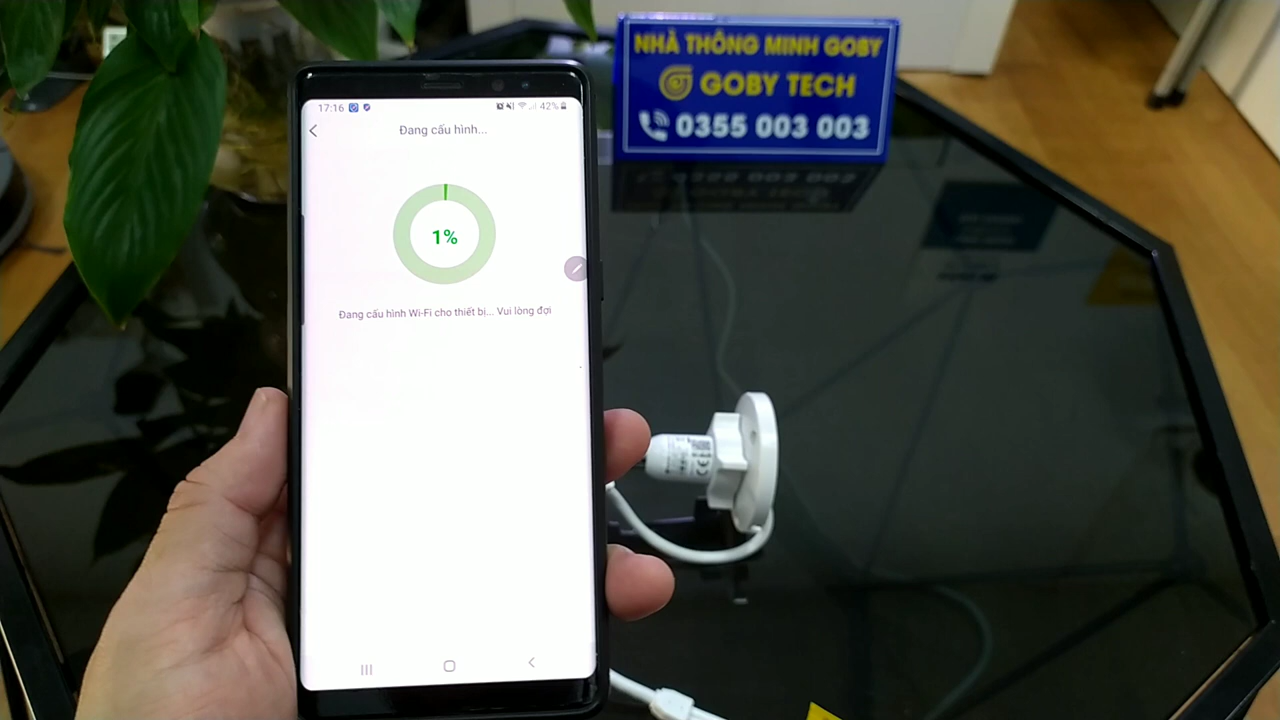 17:16
42%
Đang cấu hình...
1%
Đang cấu hình Wi-Fi cho thiết bị... Vui lòng đợi
NHÀ THÔNG MINH GOBY
GOBY TECH
0355 003 003
CE